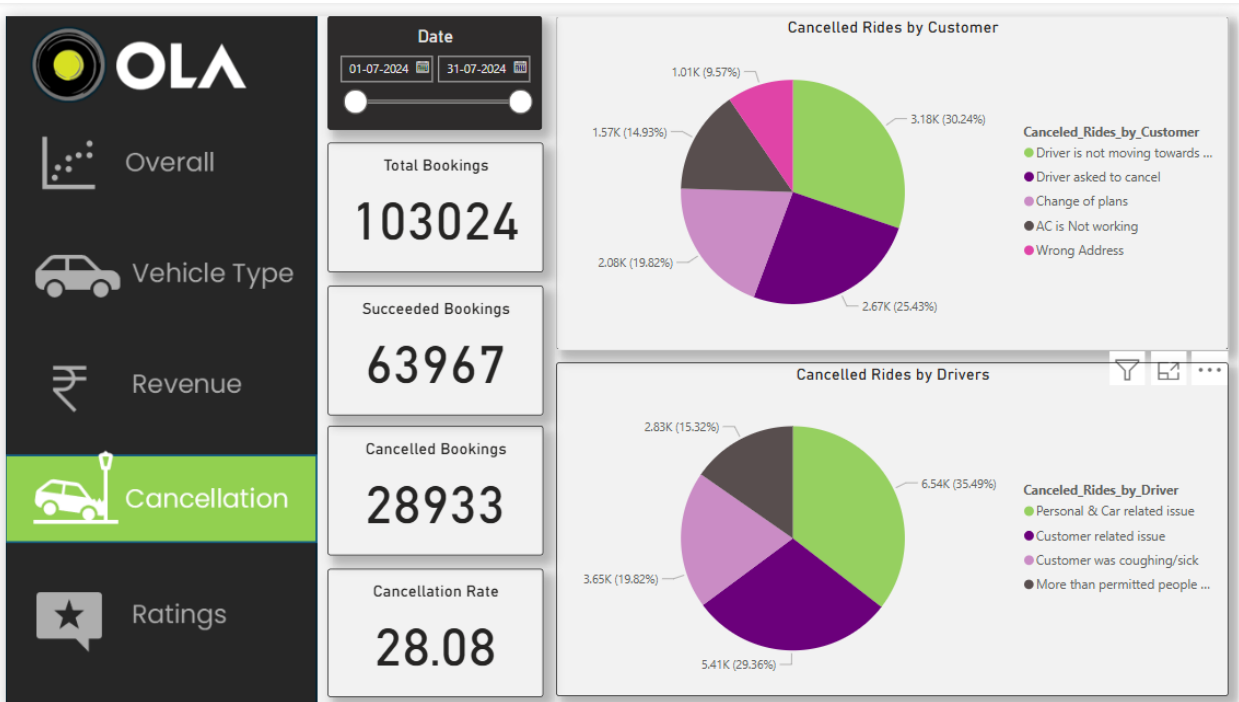 OLA
Overall
Vehicle Type
Revenue
Cancellation
Ratings
Date
01-07-2024
31-07-2024
Total Bookings
103024
Succeeded Bookings
63967
Cancelled Bookings
28933
Cancellation Rate
28.08
Cancelled Rides by Customer
1.01K (9.57%)
3.18K (30.24%)
1.57K (14.93%)
2.08K (19.82%)
2.67K (25.43%)
Canceled_Rides_by_Customer
Driver is not moving towards ...
Driver asked to cancel
Change of plans
AC is Not working
Wrong Address
Cancelled Rides by Drivers
2.83K (15.32%)
6.54K (35.49%)
3.65K (19.82%)
5.41K (29.36%)
Canceled_Rides_by_Driver
Personal & Car related issue
Customer related issue
Customer was coughing/sick
More than permitted people ...